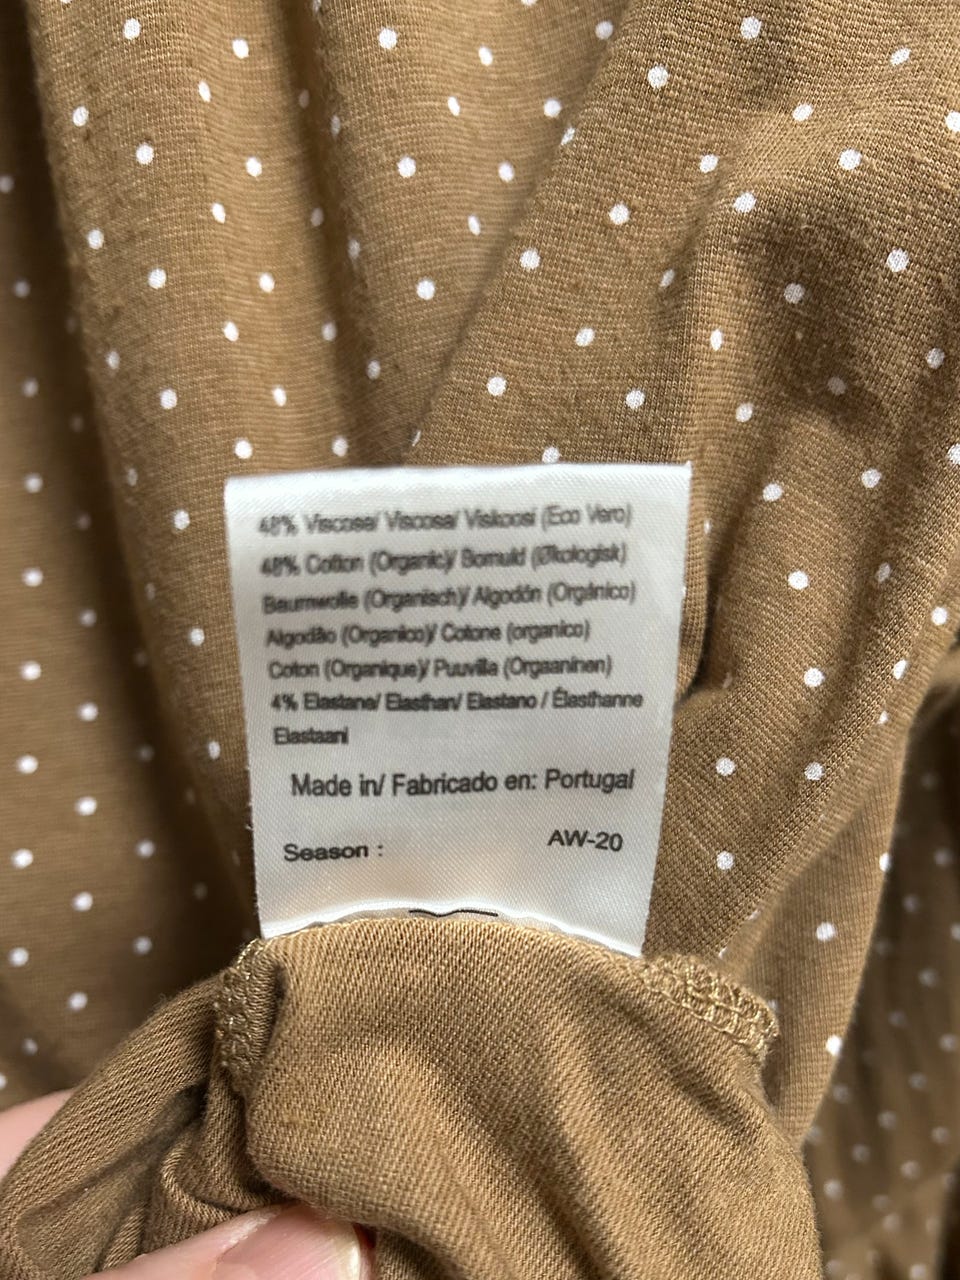 48% Viscose/ Viscosa/ Viskoosi (Eco Vero)
48% Cotton (Organic)/ Bomuld (Økologisk)
Baumwolle (Organisch)/ Algodón (Orgánico)
Algodão (Organico)/ Cotone (organico)
Coton (Organique)/ Puuvilla (Orgaaninen)
4% Elastane/ Elasthan/ Elastano / Élasthanne
Elastaani
Made in/ Fabricado en: Portugal
Season : AW-20